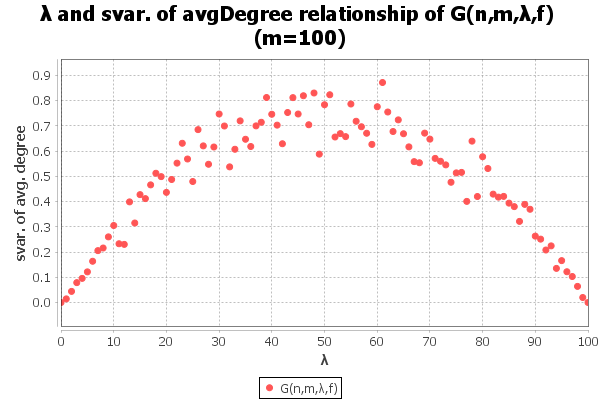 λ and svar. of avgDegree relationship of G(n,m,λ,f)
(m=100)
svar. of avg. degree
0.9
0.8
0.7
0.6
0.5
0.4
0.3
0.2
0.1
0.0
0 10 20 30 40 50 60 70 80 90 100
λ
G(n,m,λ,f)